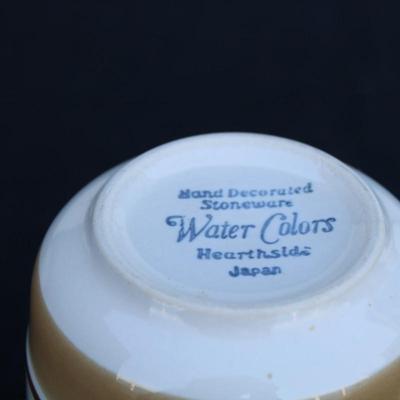 Hand Decorated
Stoneware
Water Colors
Hearthside
Japan